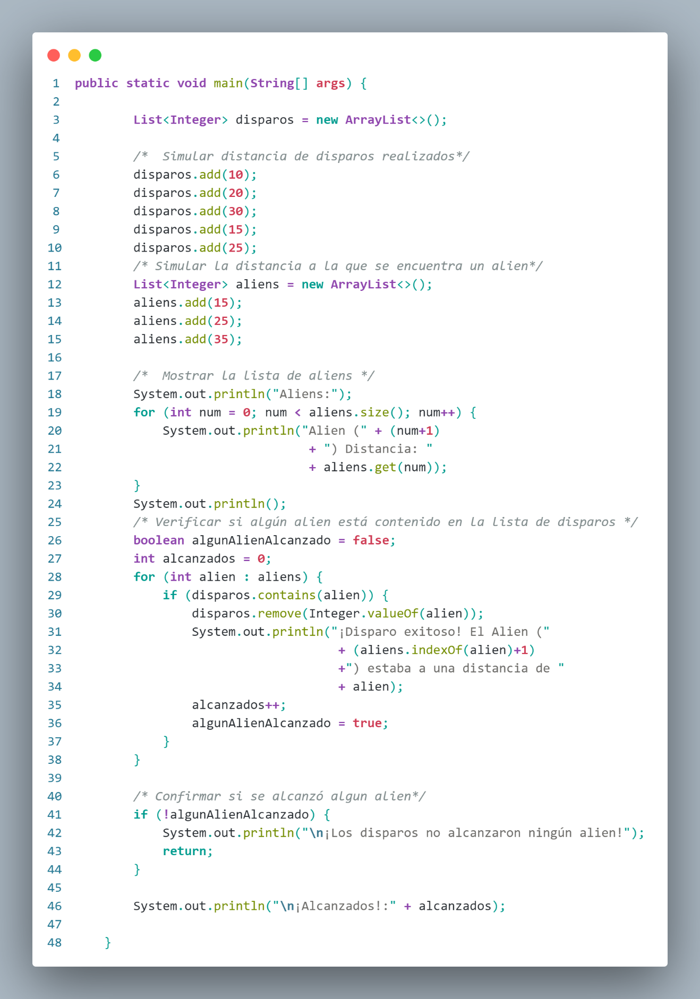 1 public static void main(String[] args) {
2
3 List<Integer> disparos = new ArrayList<>();
4
5 /*  Simular distancia de disparos realizados*/
6 disparos.add(10);
7 disparos.add(20);
8 disparos.add(30);
9 disparos.add(15);
10 disparos.add(25);
11 /* Simular la distancia a la que se encuentra un alien*/
12 List<Integer> aliens = new ArrayList<>();
13 aliens.add(15);
14 aliens.add(25);
15 aliens.add(35);
16
17 /*  Mostrar la lista de aliens */
18 System.out.println("Aliens:");
19 for (int num = 0; num < aliens.size(); num++) {
20 System.out.println("Alien (" + (num+1)
21 + ") Distancia: "
22 + aliens.get(num));
23 }
24 System.out.println();
25 /* Verificar si algún alien está contenido en la lista de disparos */
26 boolean algunAlienAlcanzado = false;
27 int alcanzados = 0;
28 for (int alien : aliens) {
29 if (disparos.contains(alien)) {
30 disparos.remove(Integer.valueOf(alien));
31 System.out.println("¡Disparo exitoso! El Alien ("
32 + (aliens.indexOf(alien)+1)
33 +") estaba a una distancia de "
34 + alien);
35 alcanzados++;
36 algunAlienAlcanzado = true;
37 }
38 }
39
40 /* Confirmar si se alcanzó algun alien*/
41 if (!algunAlienAlcanzado) {
42 System.out.println("\n¡Los disparos no alcanzaron ningún alien!");
43 return;
44 }
45
46 System.out.println("\n¡Alcanzados!:" + alcanzados);
47
48 }